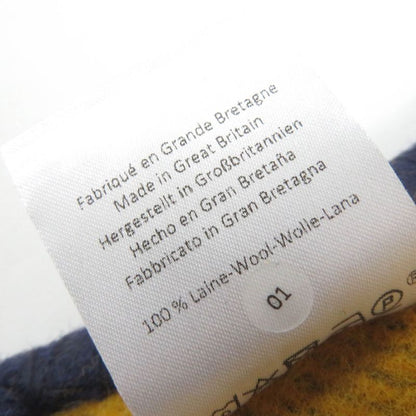 Fabriqué en Grande Bretagne
Made in Great Britain
Hergestellt in Großbritannien
Hecho en Gran Bretaña
Fabbricato in Gran Bretagna
100 % Laine-Wool-Wolle-Lana
01
P